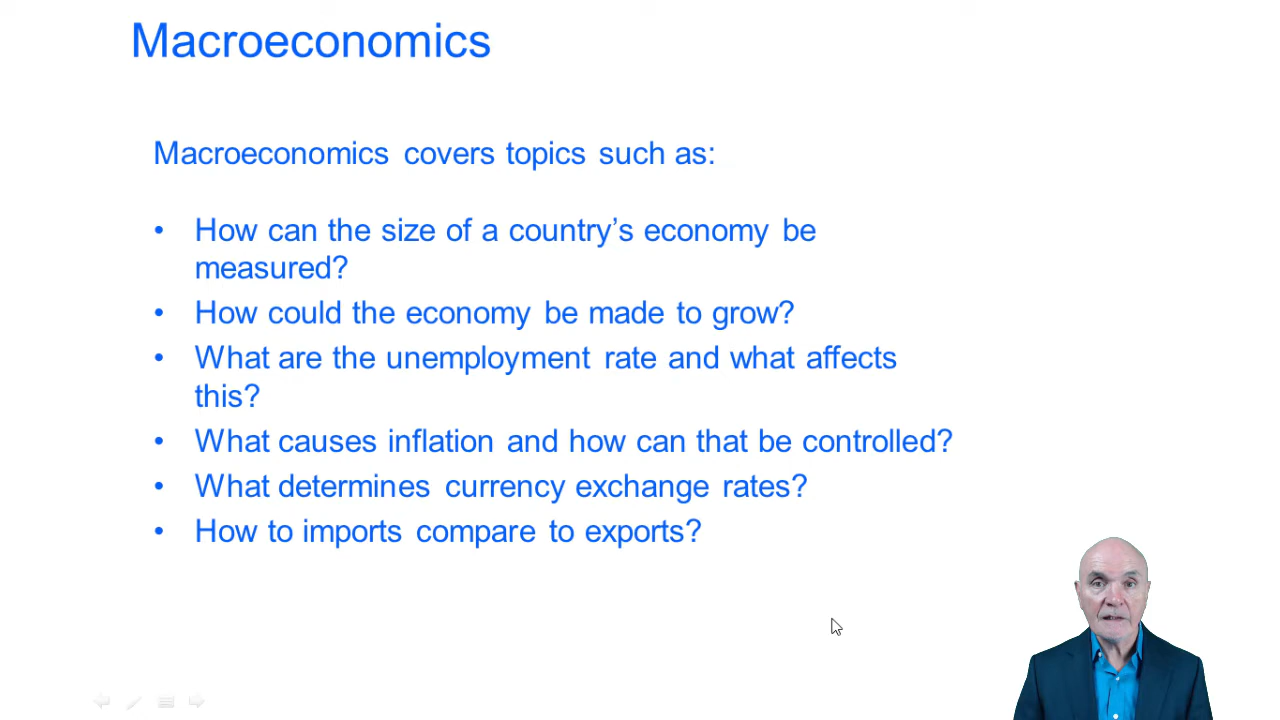 Macroeconomics
Macroeconomics covers topics such as:
• How can the size of a country’s economy be
measured?
• How could the economy be made to grow?
• What are the unemployment rate and what affects
this?
• What causes inflation and how can that be controlled?
• What determines currency exchange rates?
• How to imports compare to exports?